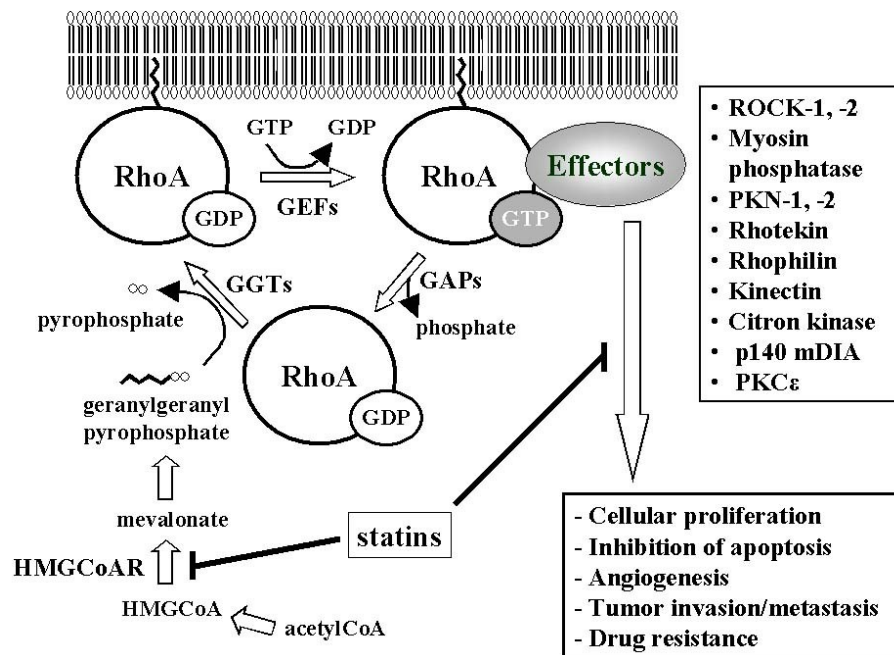 GTP GDP
RhoA
GDP
GEFs
RhoA
GTP
Effectors
• ROCK-1, -2
• Myosin
phosphatase
• PKN-1, -2
• Rhotekin
• Rhophilin
• Kinectin
• Citron kinase
• p140 mDIA
• PKCε
GGTs
GAPs
phosphate
pyrophosphate
RhoA
GDP
geranylgeranyl
pyrophosphate
mevalonate
statins
HMGCoAR
HMGCoA
acetylCoA
- Cellular proliferation
- Inhibition of apoptosis
- Angiogenesis
- Tumor invasion/metastasis
- Drug resistance